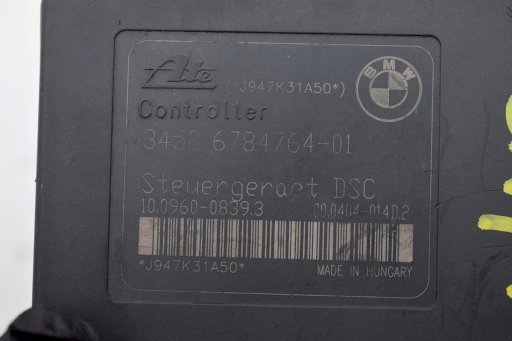 Ate (*J947K31A50*) BMW
Controller
3452 6784764-01
Steuergeraet DSC
10.0960-0839.3 00.0404-014D.2
*J947K31A50* MADE IN HUNGARY